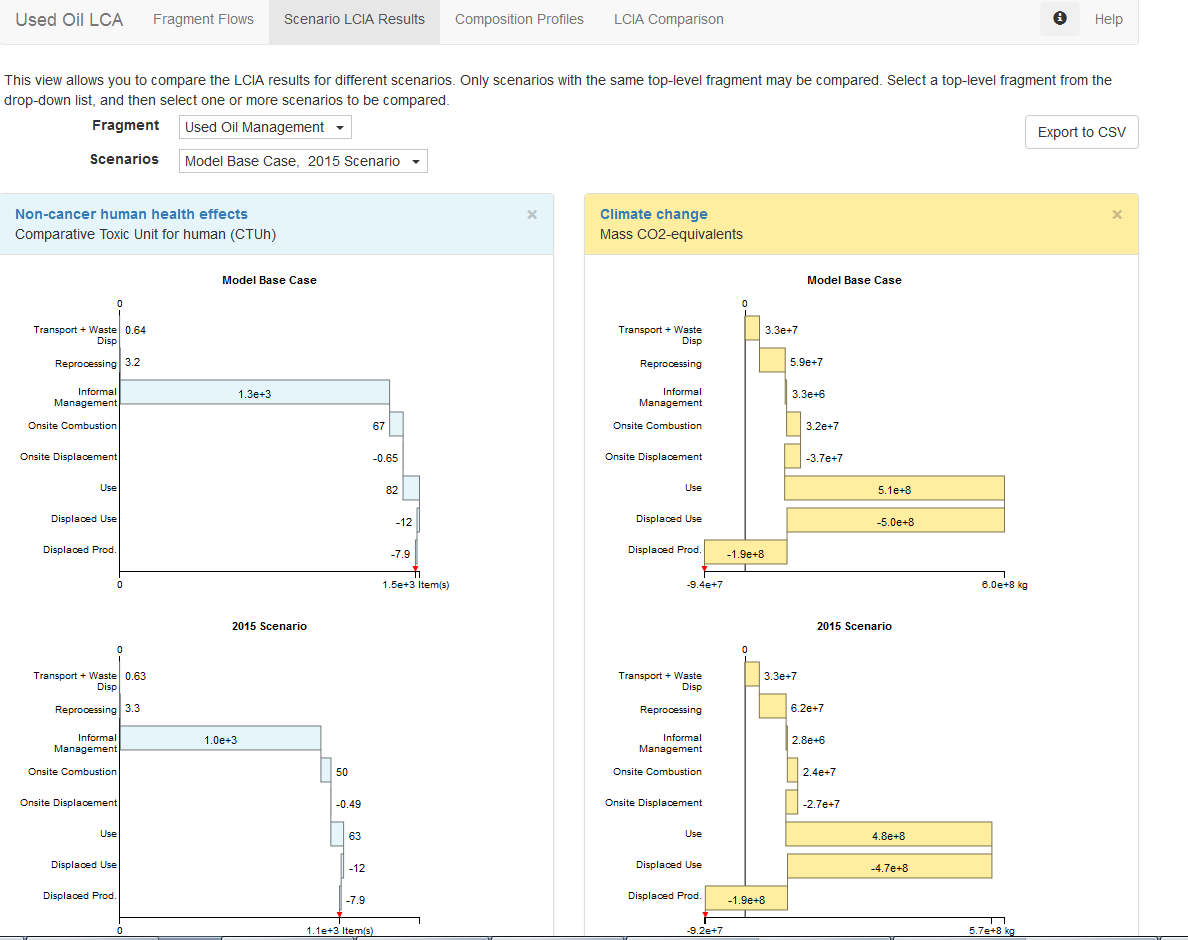 Used Oil LCA Fragment Flows Scenario LCIA Results Composition Profiles LCIA Comparison Help
This view allows you to compare the LCIA results for different scenarios. Only scenarios with the same top-level fragment may be compared. Select a top-level fragment from the
drop-down list, and then select one or more scenarios to be compared.
Fragment Used Oil Management
Export to CSV
Scenarios Model Base Case, 2015 Scenario
Non-cancer human health effects ×
Comparative Toxic Unit for human (CTUh)
Model Base Case
0
Transport + Waste 0.64
Disp
Reprocessing 3.2
Informal
Management 1.3e+3
Onsite Combustion 67
Onsite Displacement -0.65
Use 82
Displaced Use -12
Displaced Prod. -7.9
0 1.5e+3 Item(s)
2015 Scenario
0
Transport + Waste 0.63
Disp
Reprocessing 3.3
Informal
Management 1.0e+3
Onsite Combustion 50
Onsite Displacement -0.49
Use 63
Displaced Use -12
Displaced Prod. -7.9
0 1.1e+3 Item(s)
Climate change ×
Mass CO2-equivalents
Model Base Case
0
Transport + Waste 3.3e+7
Disp
Reprocessing 5.9e+7
Informal
Management 3.3e+6
Onsite Combustion 3.2e+7
Onsite Displacement -3.7e+7
Use 5.1e+8
Displaced Use -5.0e+8
Displaced Prod. -1.9e+8
-9.4e+7 6.0e+8 kg
2015 Scenario
0
Transport + Waste 3.3e+7
Disp
Reprocessing 6.2e+7
Informal
Management 2.8e+6
Onsite Combustion 2.4e+7
Onsite Displacement -2.7e+7
Use 4.8e+8
Displaced Use -4.7e+8
Displaced Prod. -1.9e+8
-9.2e+7 5.7e+8 kg